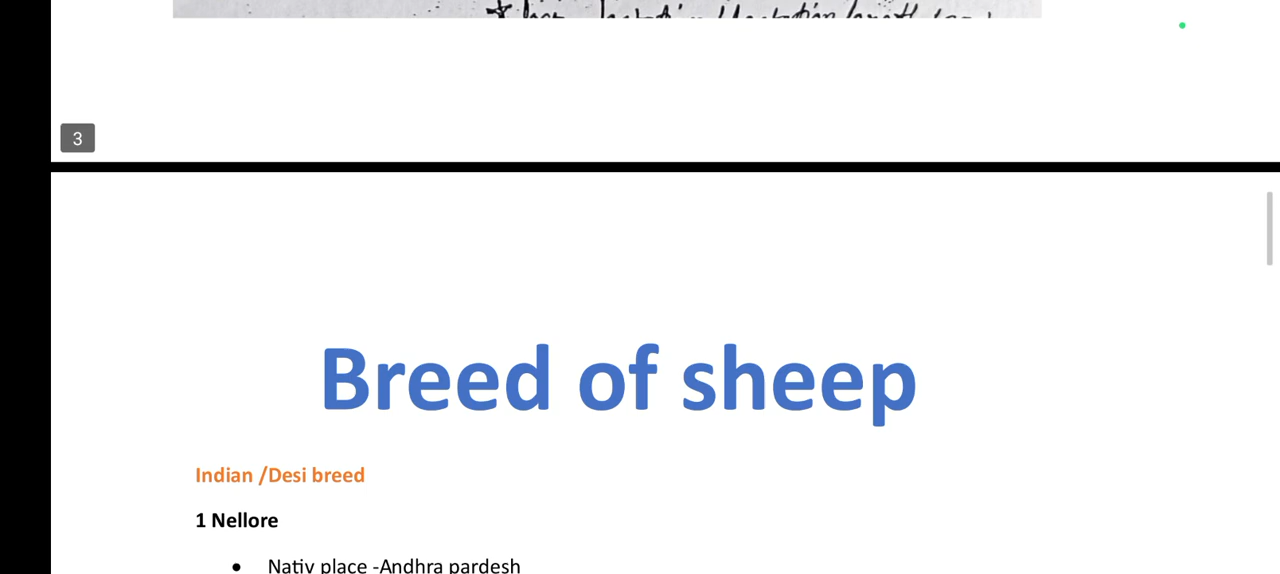 3
Breed of sheep
Indian /Desi breed
1 Nellore
• Nativ place -Andhra pardesh